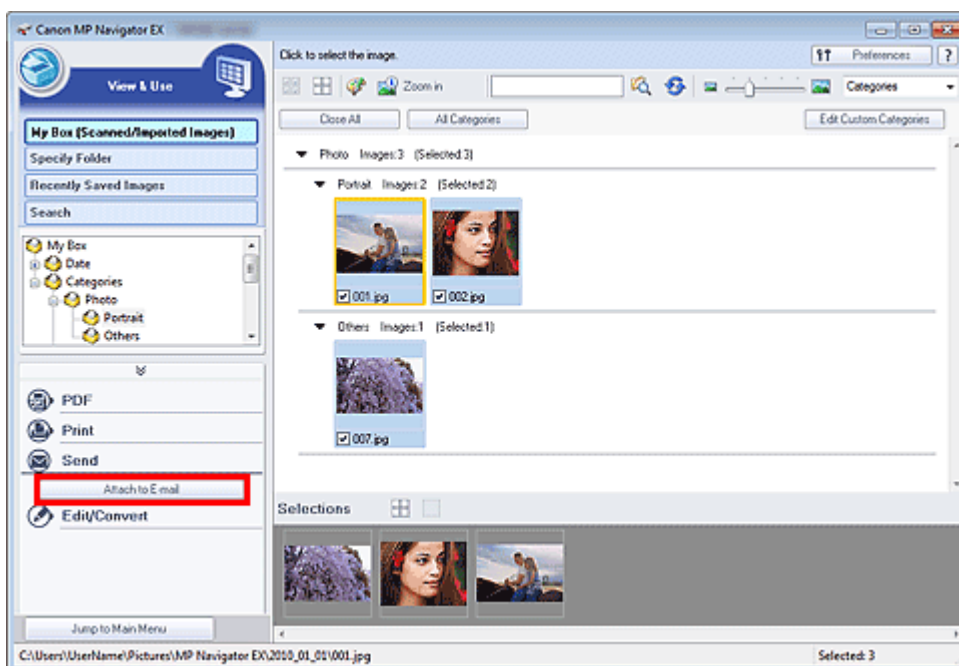 Canon MP Navigator EX
View & Use
My Box (Scanned/Imported Images)
Specify Folder
Recently Saved Images
Search
My Box
Date
Categories
Photo
Portrait
Others
PDF
Print
Send
Attach to E-mail
Edit/Convert
Jump to Main Menu
Click to select the image.
Preferences
?
Zoom in
Categories
Close All
All Categories
Edit Custom Categories
Photo Images:3 (Selected:3)
Portrait Images:2 (Selected:2)
001.jpg
002.jpg
Others Images:1 (Selected:1)
007.jpg
Selections
C:\Users\UserName\Pictures\MP Navigator EX\2010_01_01\001.jpg
Selected: 3